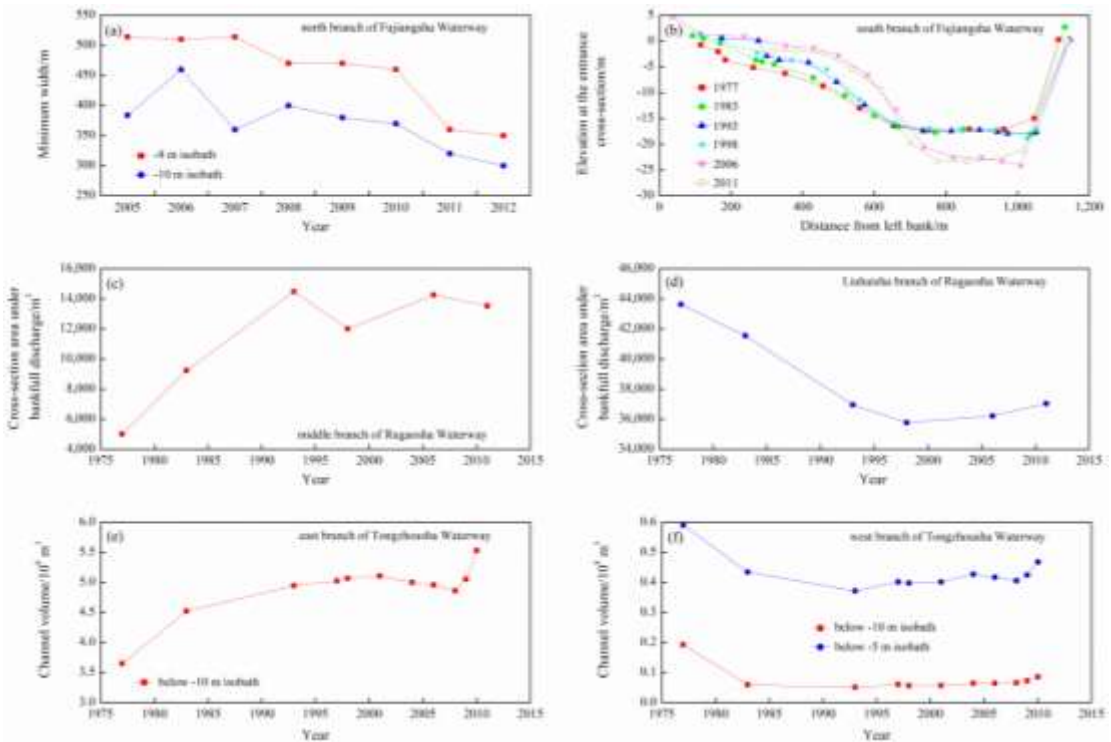 (a)
north branch of Fujiangsha Waterway
Minimum width/m
550
500
450
400
350
300
250
-10 m isobath
2005 2006 2007 2008 2009 2010 2011 2012
Year
(b)
south branch of Fujiangsha Waterway
Elevation at the entrance
cross-section/m
5
0
-5
-10
-15
-20
-25
-30
1977
1998
2006
2011
0 200 400 600 800 1,000 1,200
Distance from left bank/m
(c)
Cross-section area under
bankfull discharge/m²
16,000
14,000
12,000
10,000
8,000
6,000
4,000
middle branch of Rugaosha Waterway
1975 1980 1985 1990 1995 2000 2005 2010 2015
Year
(d)
branch of Rugaosha Waterway
Cross-section area under
bankfull discharge/m²
46,000
44,000
42,000
40,000
38,000
36,000
34,000
1975 1980 1985 1990 1995 2000 2005 2010 2015
Year
(e)
east branch of Tongzhousha Waterway
Channel volume/10⁸ m³
6.0
5.5
5.0
4.5
4.0
3.5
3.0
below -10 m isobath
1975 1980 1985 1990 1995 2000 2005 2010 2015
Year
(f)
west branch of Tongzhousha Waterway
Channel volume/10⁸ m³
0.6
0.5
0.4
0.3
0.2
0.1
0.0
below -10 m isobath
below -5 m isobath
1975 1980 1985 1990 1995 2000 2005 2010 2015
Year